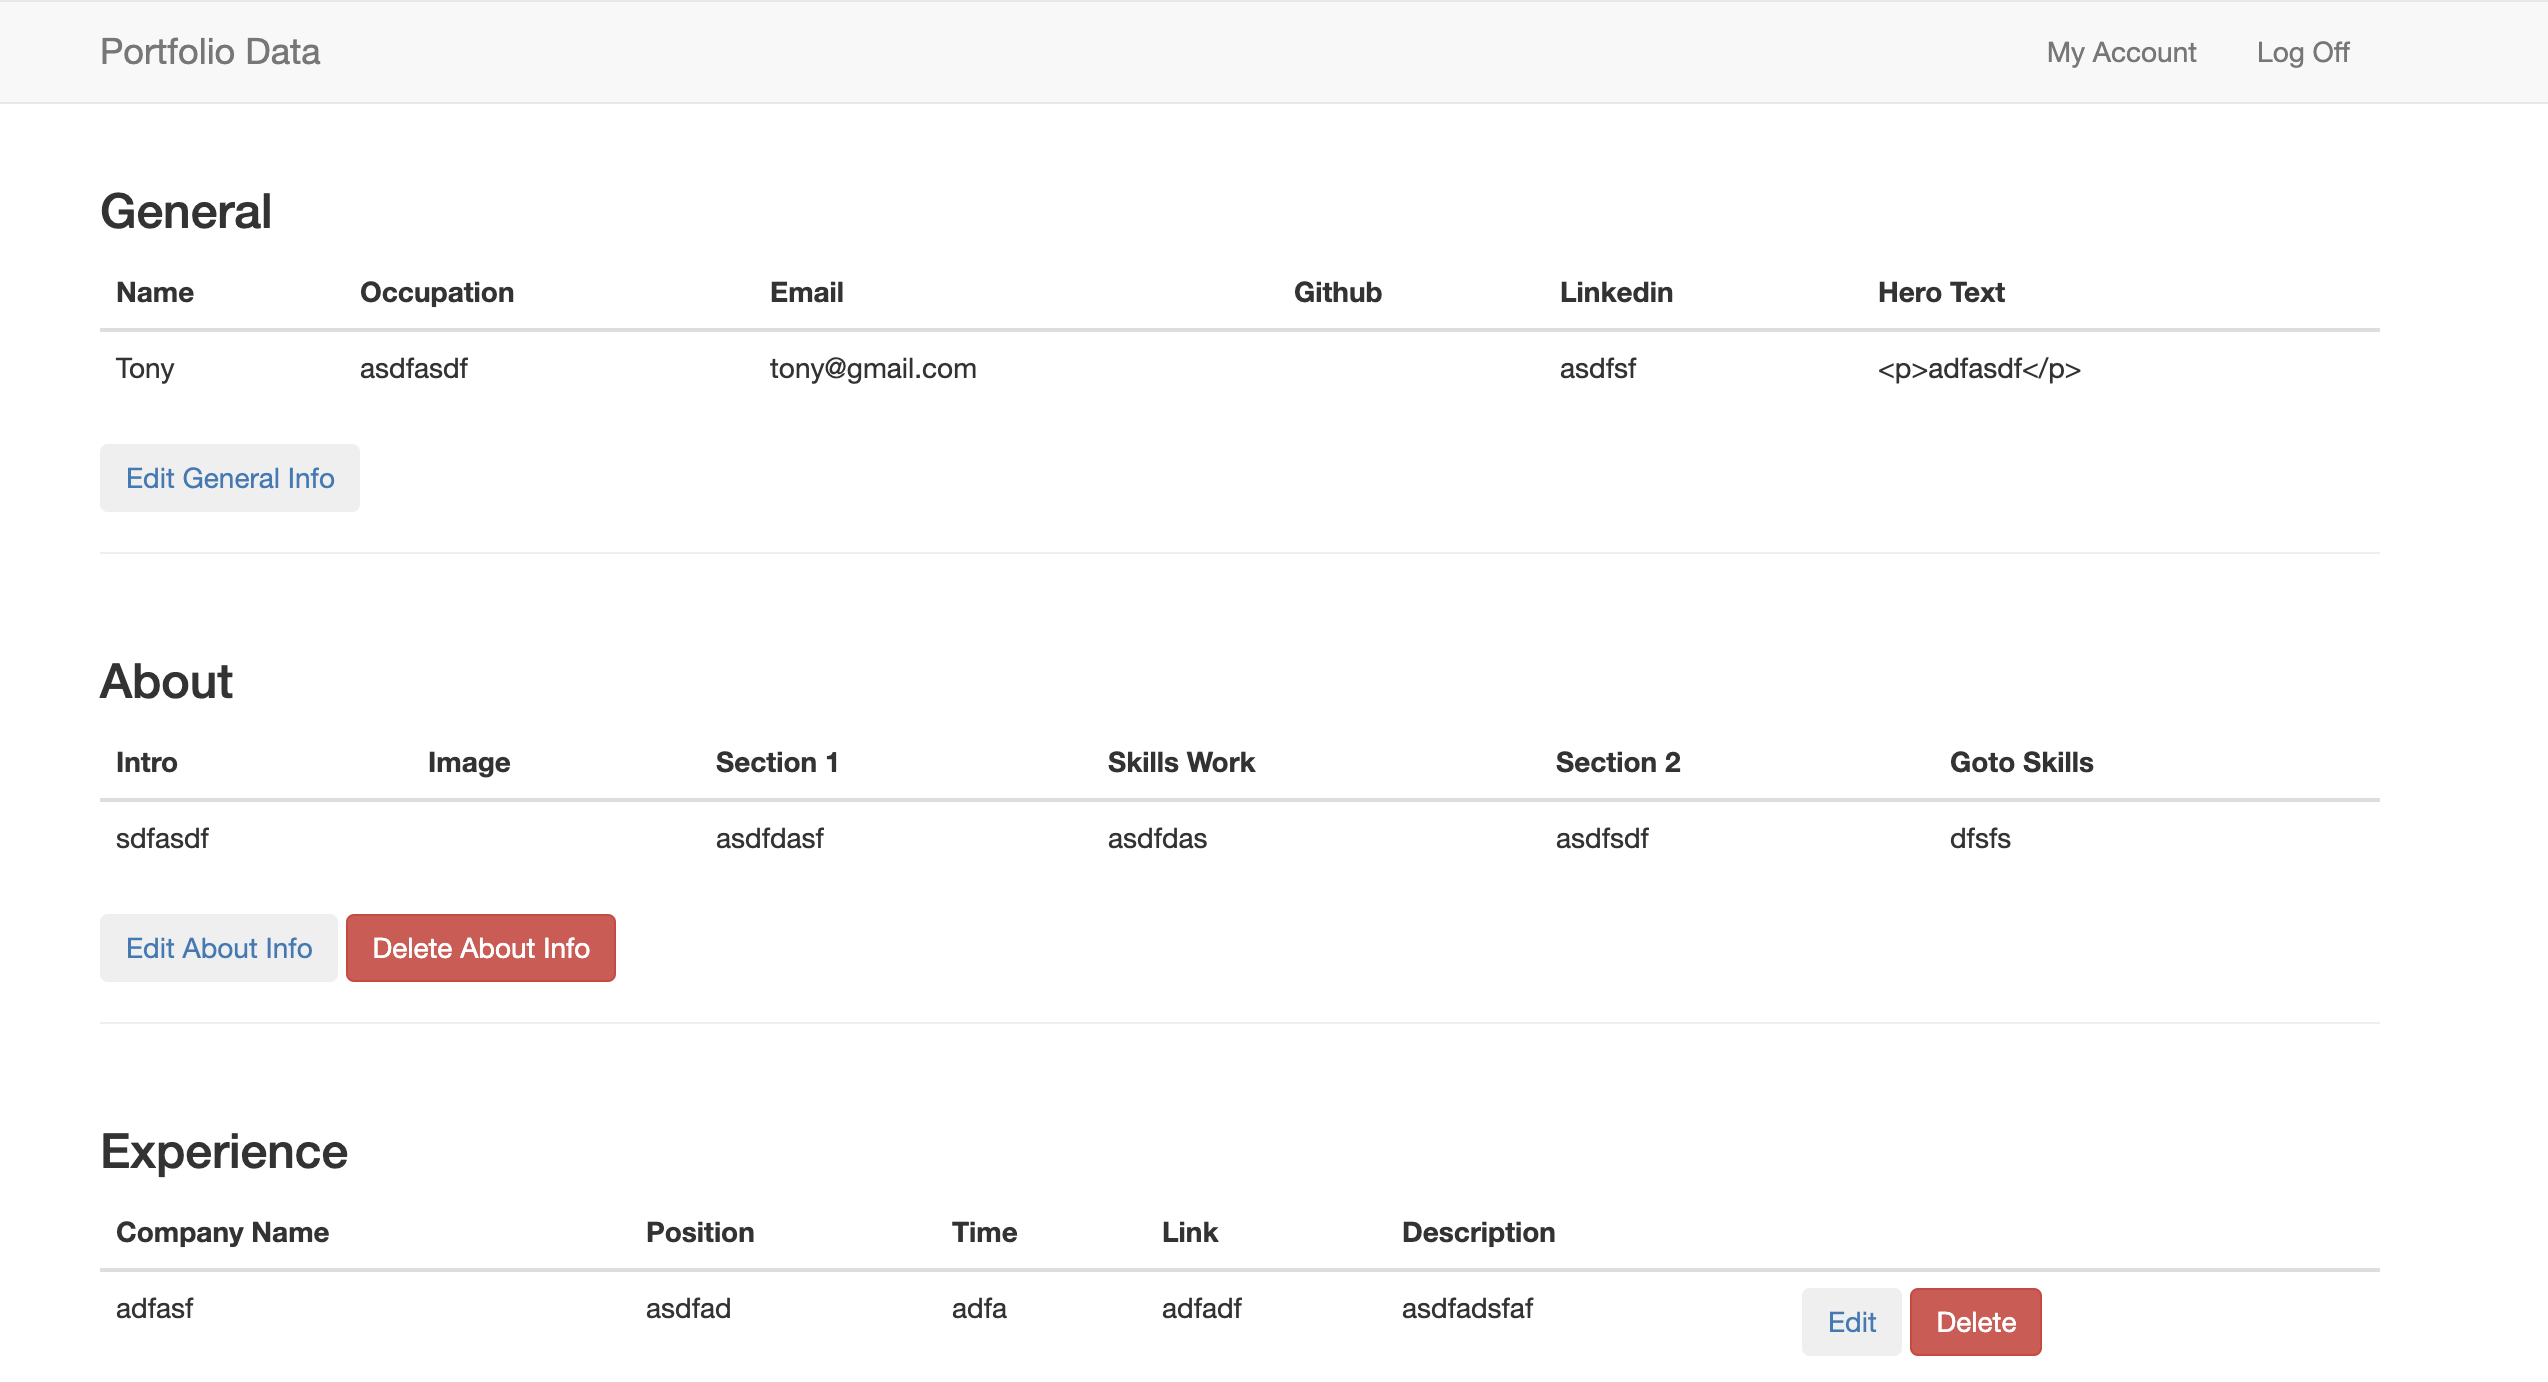 Portfolio Data My Account Log Off
General
Name Occupation Email Github Linkedin Hero Text
Tony asdfasdf tony@gmail.com asdfsf <p>adfasdf</p>
Edit General Info
About
Intro Image Section 1 Skills Work Section 2 Goto Skills
sdfasdf asdfdasf asdfdas asdfsdf dfsfs
Edit About Info Delete About Info
Experience
Company Name Position Time Link Description
adfasf asdfad adfa adfadf asdfadsfaf Edit Delete